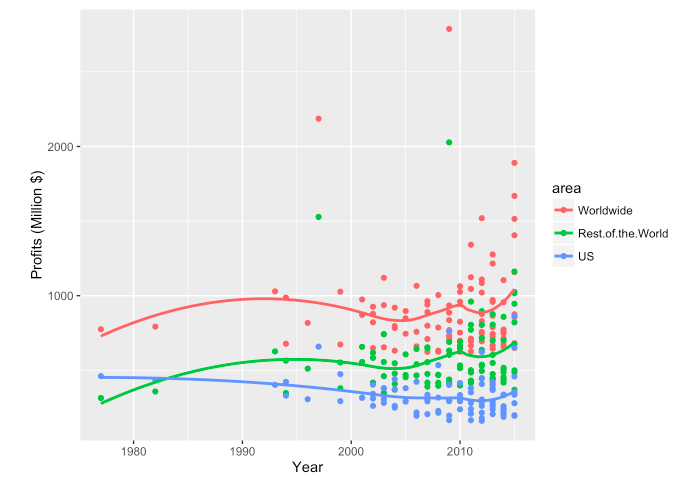 Profits (Million $)
2000
1000
1980
1990
2000
2010
Year
area
Worldwide
Rest.of.the.World
US